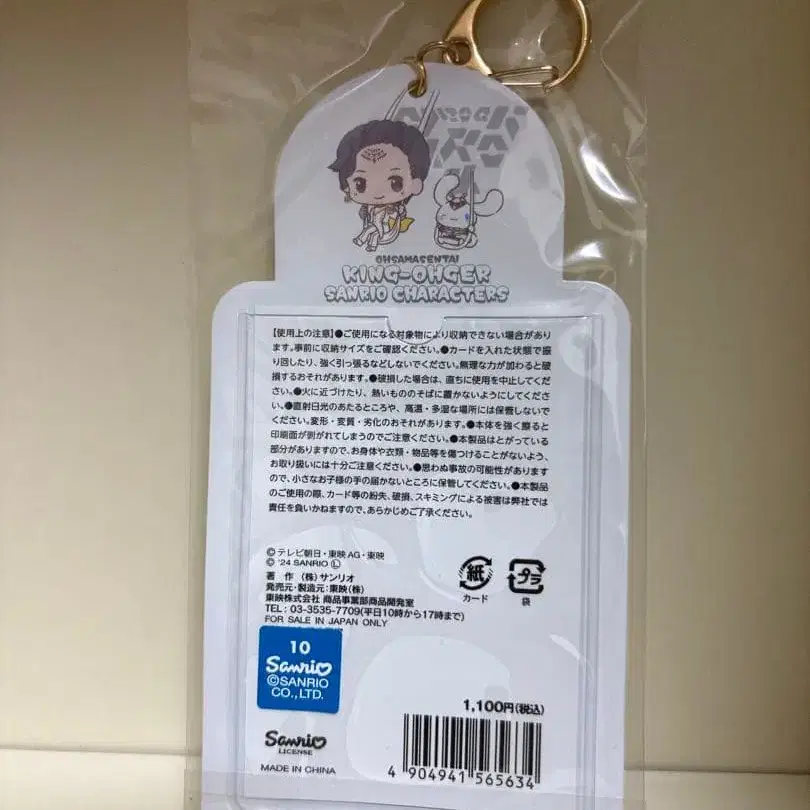 OHSAMASENTAI
KING-OHGER
SANRIO CHARACTERS
【使用上の注意】●ご使用になる対象物により収納できない場合があり
ます。事前に収納サイズをご確認ください。●カードを入れた状態で振
り回したり、強く引っ張るなどしないでください。無理な力が加わると破
損するおそれがあります。●破損した場合は、直ちに使用を中止してくだ
さい。●火に近づけたり、熱いもののそばに置かないようにしてください。
●直射日光のあたるところや、高温・多湿な場所には保管しないで
ください。変形・変質・劣化のおそれがあります。●本体を強く擦ると
印刷面が剥がれてしまうのでご注意ください。●本製品はとがっている
部分がありますので、お身体や衣類・物品等を傷つけることがないよう、
お取り扱いには十分ご注意ください。●思わぬ事故の可能性があります
ので、小さなお子様の手の届かないところに保管してください。●本製品
のご使用の際、カード等の紛失、破損、スキミングによる被害は弊社では
責任を負いかねますので、あらかじめご了承ください。
©テレビ朝日・東映AG・東映
©'24 SANRIO Ⓛ
著 作 (株)サンリオ
発売元・製造元:東映(株)
東映株式会社 商品事業部商品開発室
TEL : 03-3535-7709(平日10時から17時まで)
FOR SALE IN JAPAN ONLY
紙
カード
プラ
袋
10
Sanrio
©SANRIO
CO., LTD.
1,100円(税込)
Sanrio
LICENSE
MADE IN CHINA
4 904941 565634